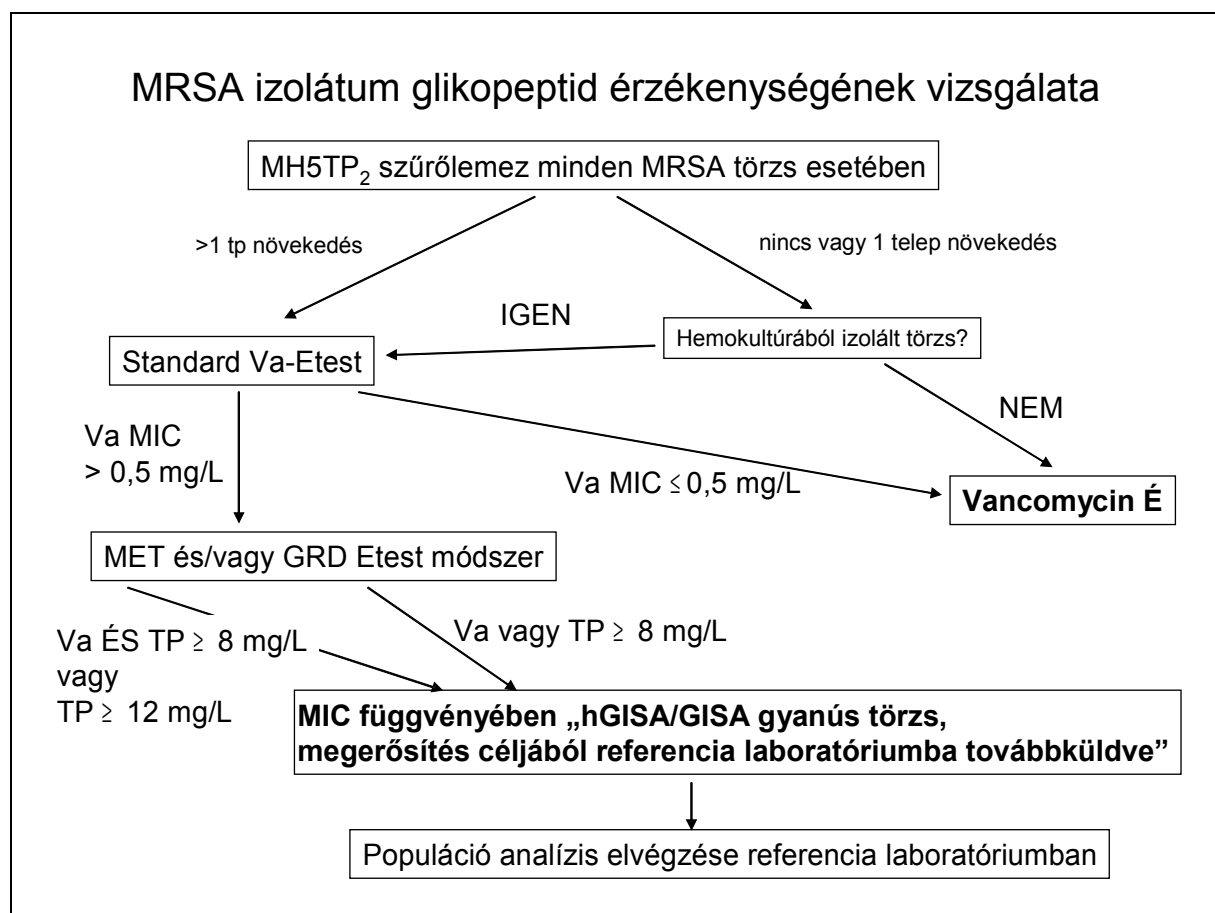 MRSA izolátum glikopeptid érzékenységének vizsgálata
MH5TP₂ szűrőlemez minden MRSA törzs esetében
>1 tp növekedés
nincs vagy 1 telep növekedés
IGEN
Hemokultúrából izolált törzs?
Standard Va-Etest
NEM
Va MIC
> 0,5 mg/L
Va MIC ≤ 0,5 mg/L
Vancomycin É
MET és/vagy GRD Etest módszer
Va ÉS TP ≥ 8 mg/L
vagy
TP ≥ 12 mg/L
Va vagy TP ≥ 8 mg/L
MIC függvényében „hGISA/GISA gyanús törzs,
megerősítés céljából referencia laboratóriumba továbbküldve”
Populáció analízis elvégzése referencia laboratóriumban